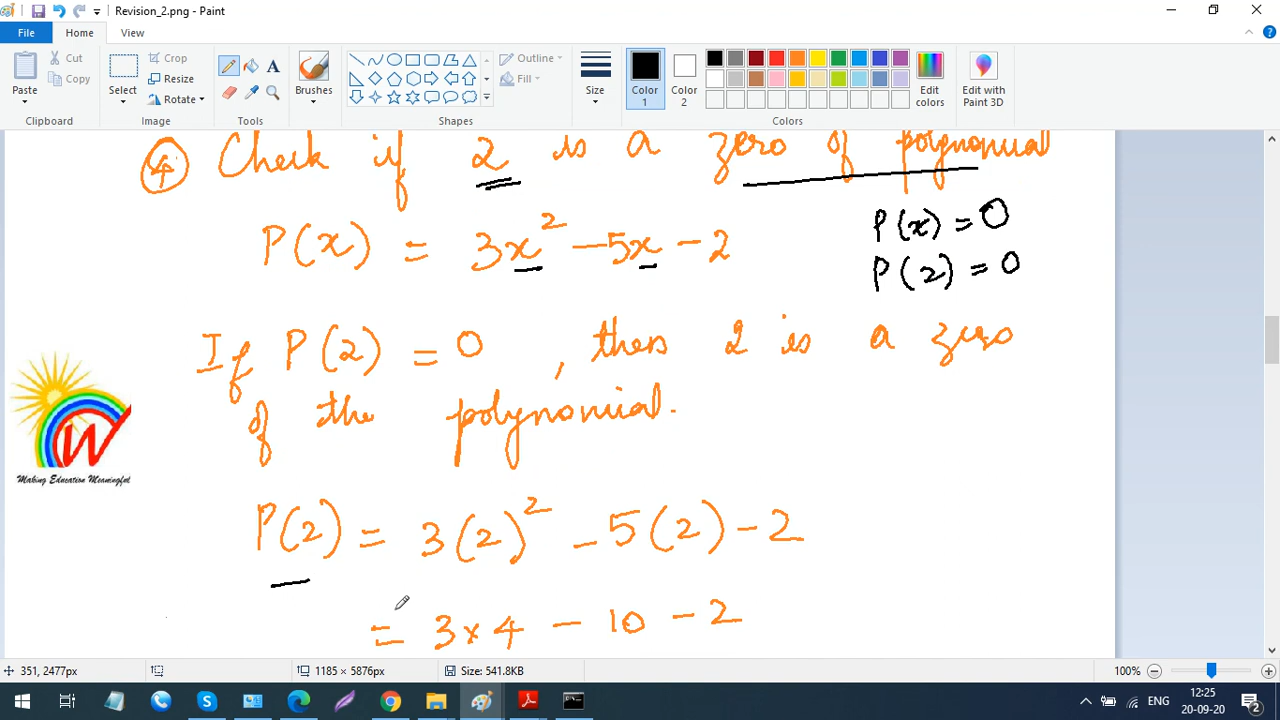 Revision_2.png - Paint
File Home View
Paste Cut Copy Clipboard
Select Crop Resize Rotate Image
Tools
Brushes
Outline Fill Shapes
Size
Color 1 Color 2 Edit colors Colors
Edit with Paint 3D
④ Check if 2 is a zero of polynomial
P(x) = 3x² - 5x - 2
P(x) = 0
P(2) = 0
If P(2) = 0, then 2 is a zero
of the polynomial.
W
Making Education Meaningful
P(2) = 3(2)² - 5(2) - 2
= 3 × 4 - 10 - 2
351, 2477px 1185 × 5876px Size: 541.8KB 100%
ENG 12:25 20-09-20 2